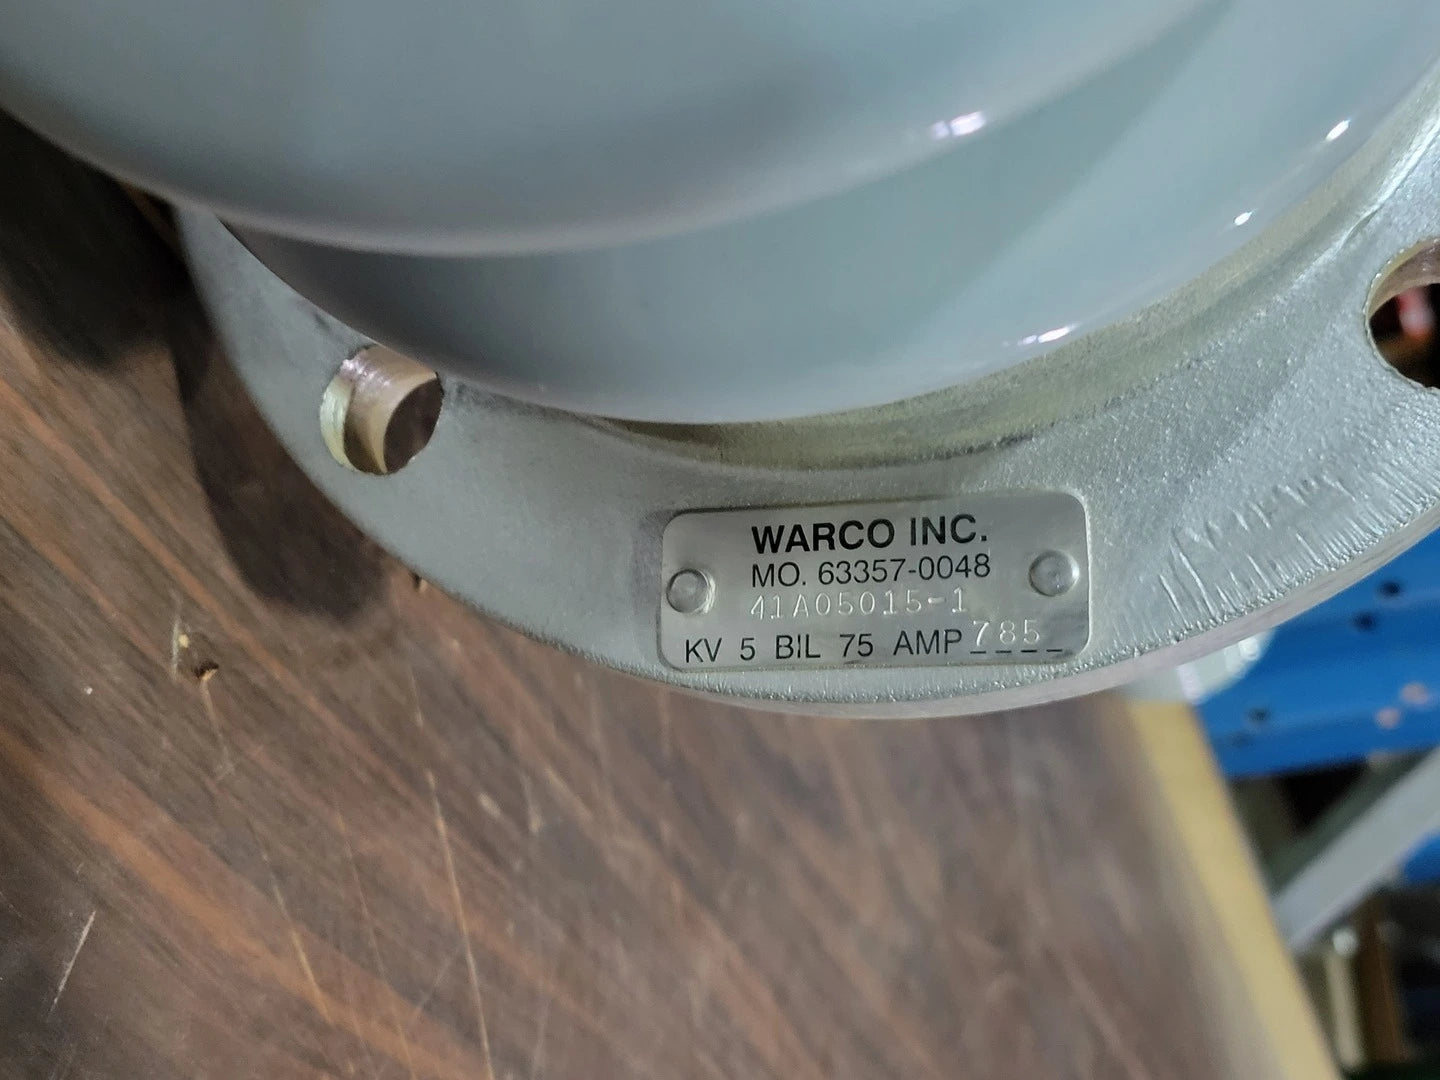 WARCO INC.
MO. 63357-0048
41A05015-1
KV 5 BIL 75 AMP 785